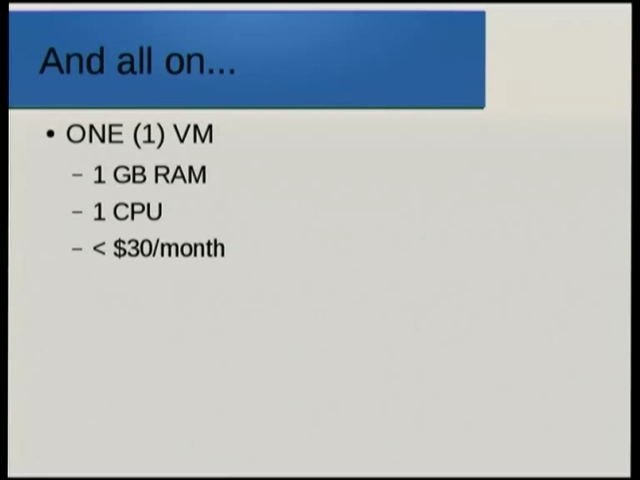 And all on...
• ONE (1) VM
– 1 GB RAM
– 1 CPU
– < $30/month